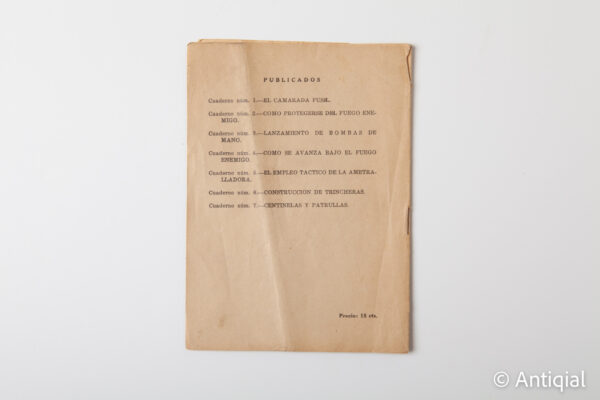 PUBLICADOS
Cuaderno núm. 1.—EL CAMARADA FUSIL.
Cuaderno núm. 2.—COMO PROTEGERSE DEL FUEGO ENE-
MIGO.
Cuaderno núm. 3.—LANZAMIENTO DE BOMBAS DE
MANO.
Cuaderno núm. 4.—COMO SE AVANZA BAJO EL FUEGO
ENEMIGO.
Cuaderno núm. 5.—EL EMPLEO TACTICO DE LA AMETRA-
LLADORA.
Cuaderno núm. 6.—CONSTRUCCION DE TRINCHERAS.
Cuaderno núm. 7.—CENTINELAS Y PATRULLAS.
Precio: 15 cts.
© Antiqial